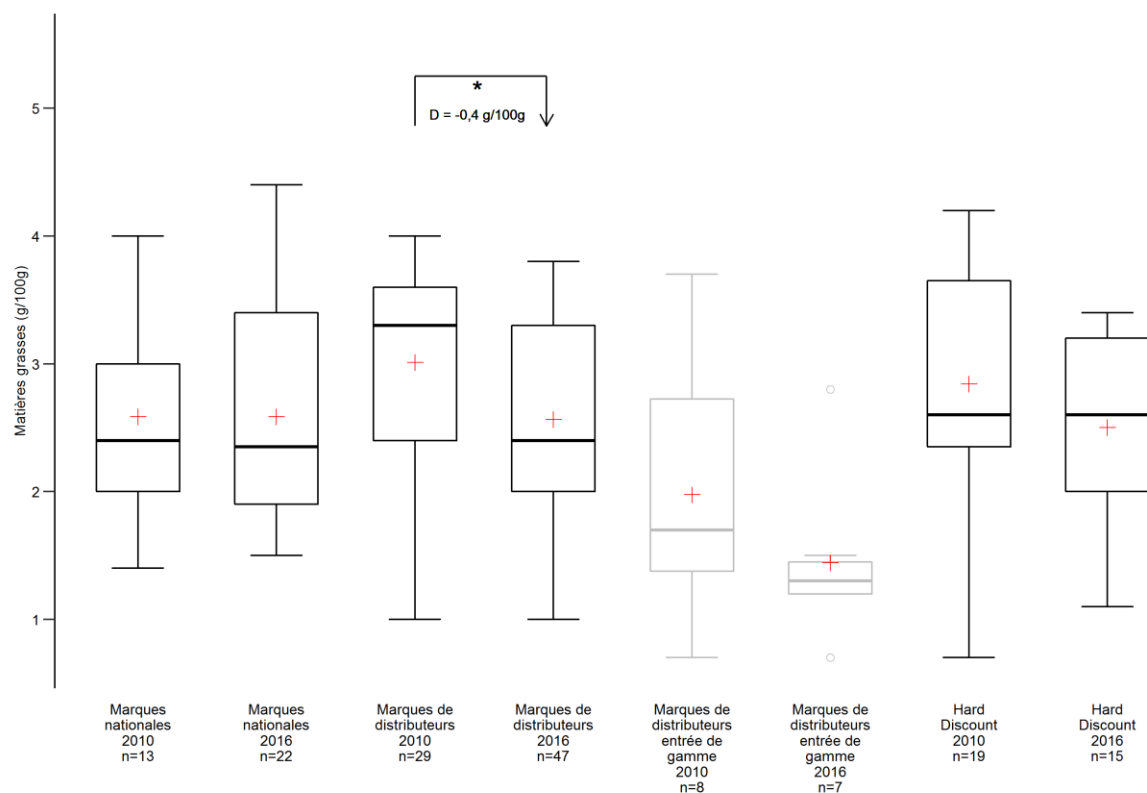 *
D = -0,4 g/100g
Matières grasses (g/100g)
5
4
3
2
1
Marques
nationales
2010
n=13
Marques
nationales
2016
n=22
Marques de
distributeurs
2010
n=29
Marques de
distributeurs
2016
n=47
Marques de
distributeurs
entrée de
gamme
2010
n=8
Marques de
distributeurs
entrée de
gamme
2016
n=7
Hard
Discount
2010
n=19
Hard
Discount
2016
n=15